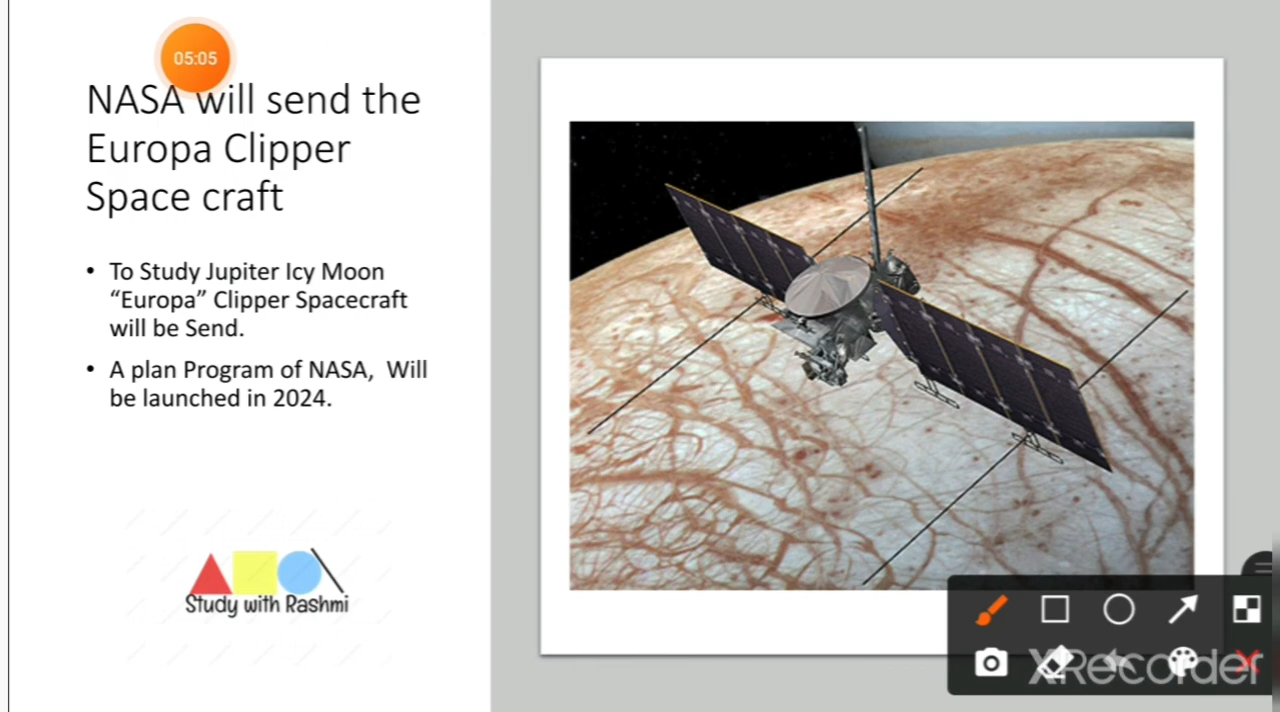 05:05
NASA will send the
Europa Clipper
Space craft
• To Study Jupiter Icy Moon
“Europa” Clipper Spacecraft
will be Send.
• A plan Program of NASA, Will
be launched in 2024.
Study with Rashmi
XRecorder